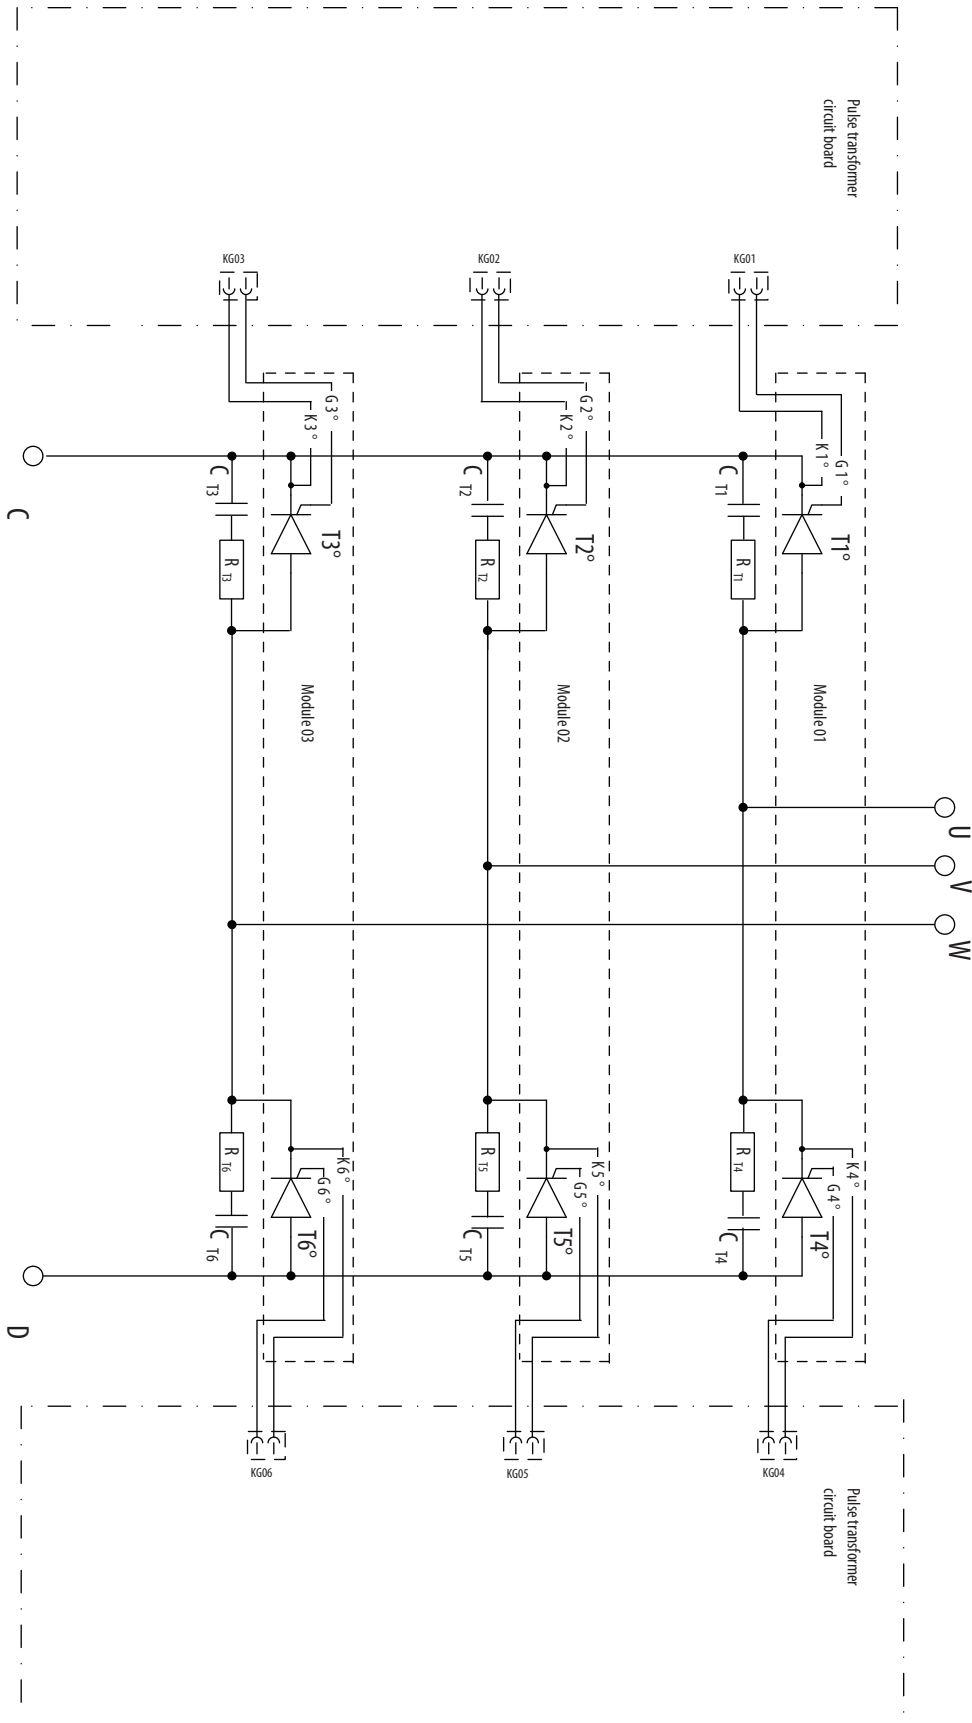 Pulse transformer
circuit board
KG03
KG02
KG01
G3°
K3°
G2°
K2°
G1°
K1°
C
C T3
R T3
T3°
C T2
R T2
T2°
C T1
R T1
T1°
Module 03
Module 02
Module 01
U
V
W
R T6
C T6
K6°
G6°
T6°
R T5
C T5
K5°
G5°
T5°
R T4
C T4
K4°
G4°
T4°
D
KG06
KG05
KG04
Pulse transformer
circuit board